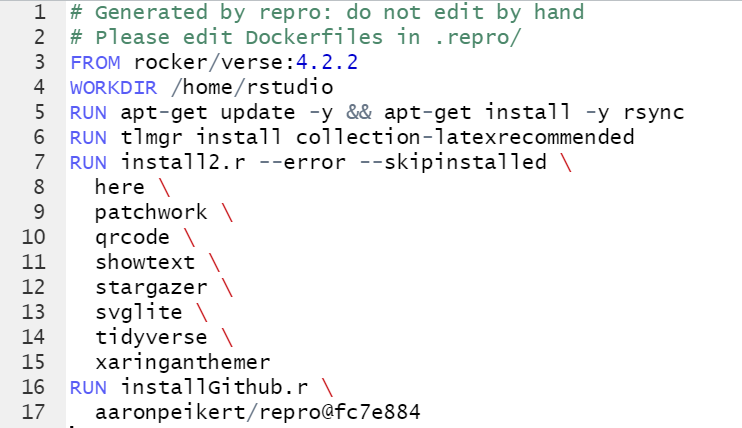 1 # Generated by repro: do not edit by hand
2 # Please edit Dockerfiles in .repro/
3 FROM rocker/verse:4.2.2
4 WORKDIR /home/rstudio
5 RUN apt-get update -y && apt-get install -y rsync
6 RUN tlmgr install collection-latexrecommended
7 RUN install2.r --error --skipinstalled \
8   here \
9   patchwork \
10   qrcode \
11   showtext \
12   stargazer \
13   svglite \
14   tidyverse \
15   xaringanthemer
16 RUN installGithub.r \
17   aaronpeikert/repro@fc7e884